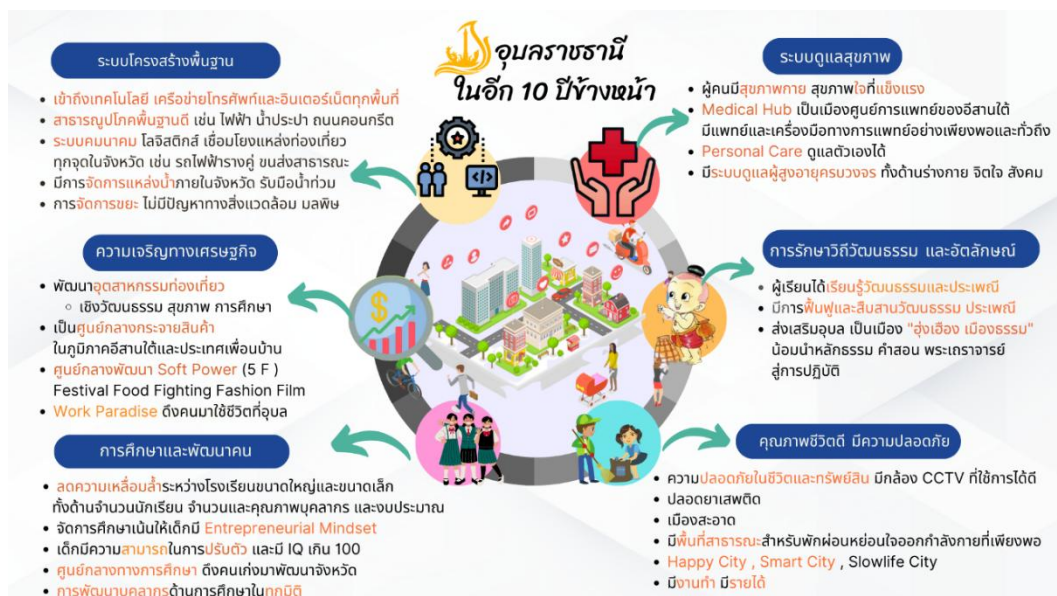 อุบลราชธานี
ในอีก 10 ปีข้างหน้า
ระบบโครงสร้างพื้นฐาน
• เข้าถึงเทคโนโลยี เครือข่ายโทรศัพท์และอินเตอร์เน็ตทุกพื้นที่
• สาธารณูปโภคพื้นฐานดี เช่น ไฟฟ้า น้ำประปา ถนนคอนกรีต
• ระบบคมนาคม โลจิสติกส์ เชื่อมโยงแหล่งท่องเที่ยว
ทุกจุดในจังหวัด เช่น รถไฟฟ้ารางคู่ ขนส่งสาธารณะ
• มีการจัดการแหล่งน้ำภายในจังหวัด รับมือน้ำท่วม
• การจัดการขยะ ไม่มีปัญหาทางสิ่งแวดล้อม มลพิษ
ความเจริญทางเศรษฐกิจ
• พัฒนาอุตสาหกรรมท่องเที่ยว
○ เชิงวัฒนธรรม สุขภาพ การศึกษา
• เป็นศูนย์กลางกระจายสินค้า
ในภูมิภาคอีสานใต้และประเทศเพื่อนบ้าน
• ศูนย์กลางพัฒนา Soft Power (5 F )
Festival Food Fighting Fashion Film
• Work Paradise ดึงคนมาใช้ชีวิตที่อุบล
การศึกษาและพัฒนาคน
• ลดความเหลื่อมล้ำระหว่างโรงเรียนขนาดใหญ่และขนาดเล็ก
ทั้งด้านจำนวนนักเรียน จำนวนและคุณภาพบุคลากร และงบประมาณ
• จัดการศึกษาเน้นให้เด็กมี Entrepreneurial Mindset
• เด็กมีความสามารถในการปรับตัว และมี IQ เกิน 100
• ศูนย์กลางทางการศึกษา ดึงคนเก่งมาพัฒนาจังหวัด
• การพัฒนาบุคลากรด้านการศึกษาในทุกมิติ
ระบบดูแลสุขภาพ
• ผู้คนมีสุขภาพกาย สุขภาพใจที่แข็งแรง
• Medical Hub เป็นเมืองศูนย์การแพทย์ของอีสานใต้
มีแพทย์และเครื่องมือทางการแพทย์อย่างเพียงพอและทั่วถึง
• Personal Care ดูแลตัวเองได้
• มีระบบดูแลผู้สูงอายุครบวงจร ทั้งด้านร่างกาย จิตใจ สังคม
การรักษาวิถีวัฒนธรรม และอัตลักษณ์
• ผู้เรียนได้เรียนรู้วัฒนธรรมและประเพณี
• มีการฟื้นฟูและสืบสานวัฒนธรรม ประเพณี
• ส่งเสริมอุบล เป็นเมือง "ฮุ่งเฮือง เมืองธรรม"
น้อมนำหลักธรรม คำสอน พระเถราจารย์
สู่การปฏิบัติ
คุณภาพชีวิตดี มีความปลอดภัย
• ความปลอดภัยในชีวิตและทรัพย์สิน มีกล้อง CCTV ที่ใช้การได้ดี
• ปลอดยาเสพติด
• เมืองสะอาด
• มีพื้นที่สาธารณะสำหรับพักผ่อนหย่อนใจออกกำลังกายที่เพียงพอ
• Happy City , Smart City , Slowlife City
• มีงานทำ มีรายได้